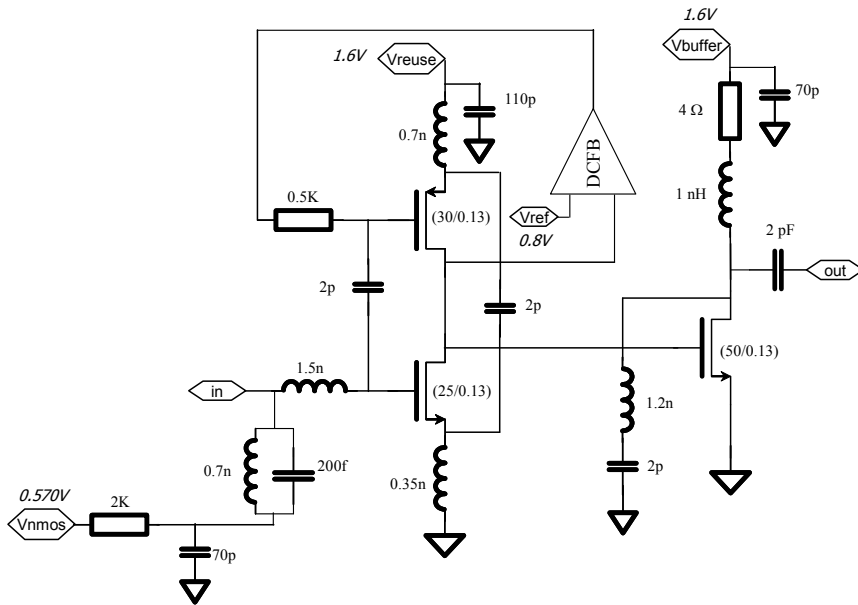 1.6V
Vbuffer
1.6V
Vreuse
110p
70p
4 Ω
0.7n
DCFB
0.5K
(30/0.13)
Vref
0.8V
1 nH
2 pF
out
2p
2p
(50/0.13)
1.5n
in
(25/0.13)
1.2n
0.7n
200f
0.35n
2p
0.570V
Vnmos
2K
70p